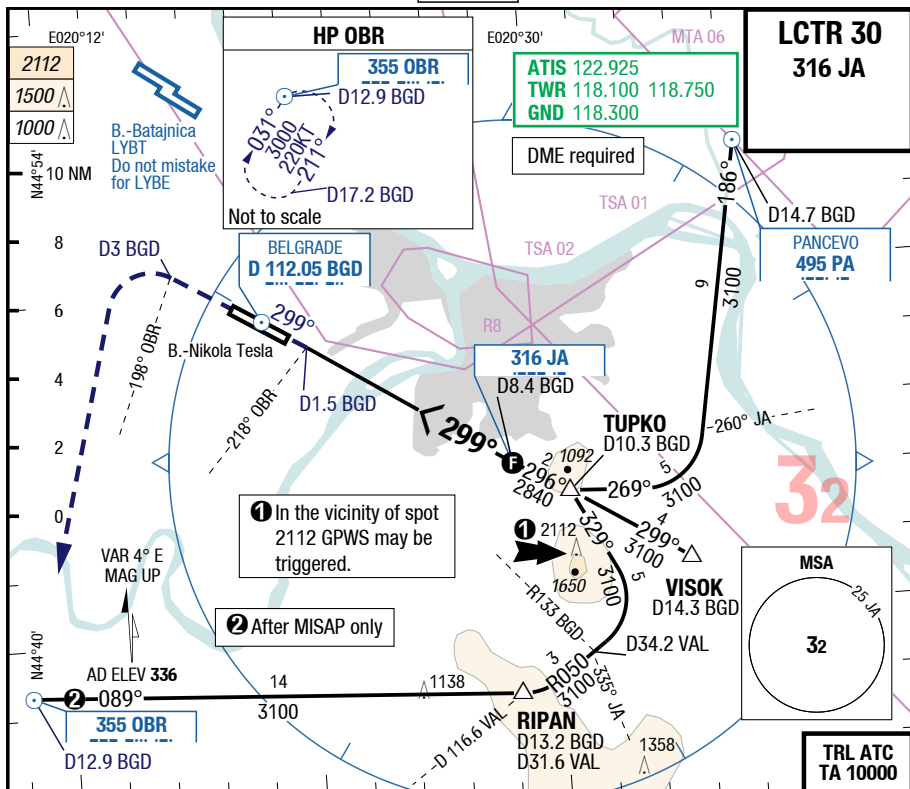 E020°12'
HP OBR
E020°30'
MTA 06
LCTR 30
316 JA
2112
1500
1000
355 OBR
D12.9 BGD
031°
3000
220KT
211°
D17.2 BGD
Not to scale
ATIS 122.925
TWR 118.100 118.750
GND 118.300
DME required
B.-Batajnica
LYBT
Do not mistake
for LYBE
N44°54'
10 NM
186°
D14.7 BGD
TSA 01
TSA 02
PANCEVO
495 PA
8
D3 BGD
BELGRADE
D 112.05 BGD
9
3100
6
299°
R8
B.-Nikola Tesla
198° OBR
316 JA
D8.4 BGD
4
D1.5 BGD
218° OBR
299°
TUPKO
D10.3 BGD
260° JA
2
F
2
1092
296°
2840
269°
5
3100
32
0
1 In the vicinity of spot
2112 GPWS may be
triggered.
1
2112
329°
3100
5
4
299°
3100
1650
VISOK
D14.3 BGD
VAR 4° E
MAG UP
R133 BGD
MSA
25 JA
32
2 After MISAP only
D34.2 VAL
N44°40'
AD ELEV 336
3
R050
3100
335° JA
2
089°
14
3100
1138
355 OBR
D12.9 BGD
D 116.6 VAL
RIPAN
D13.2 BGD
D31.6 VAL
1358
TRL ATC
TA 10000